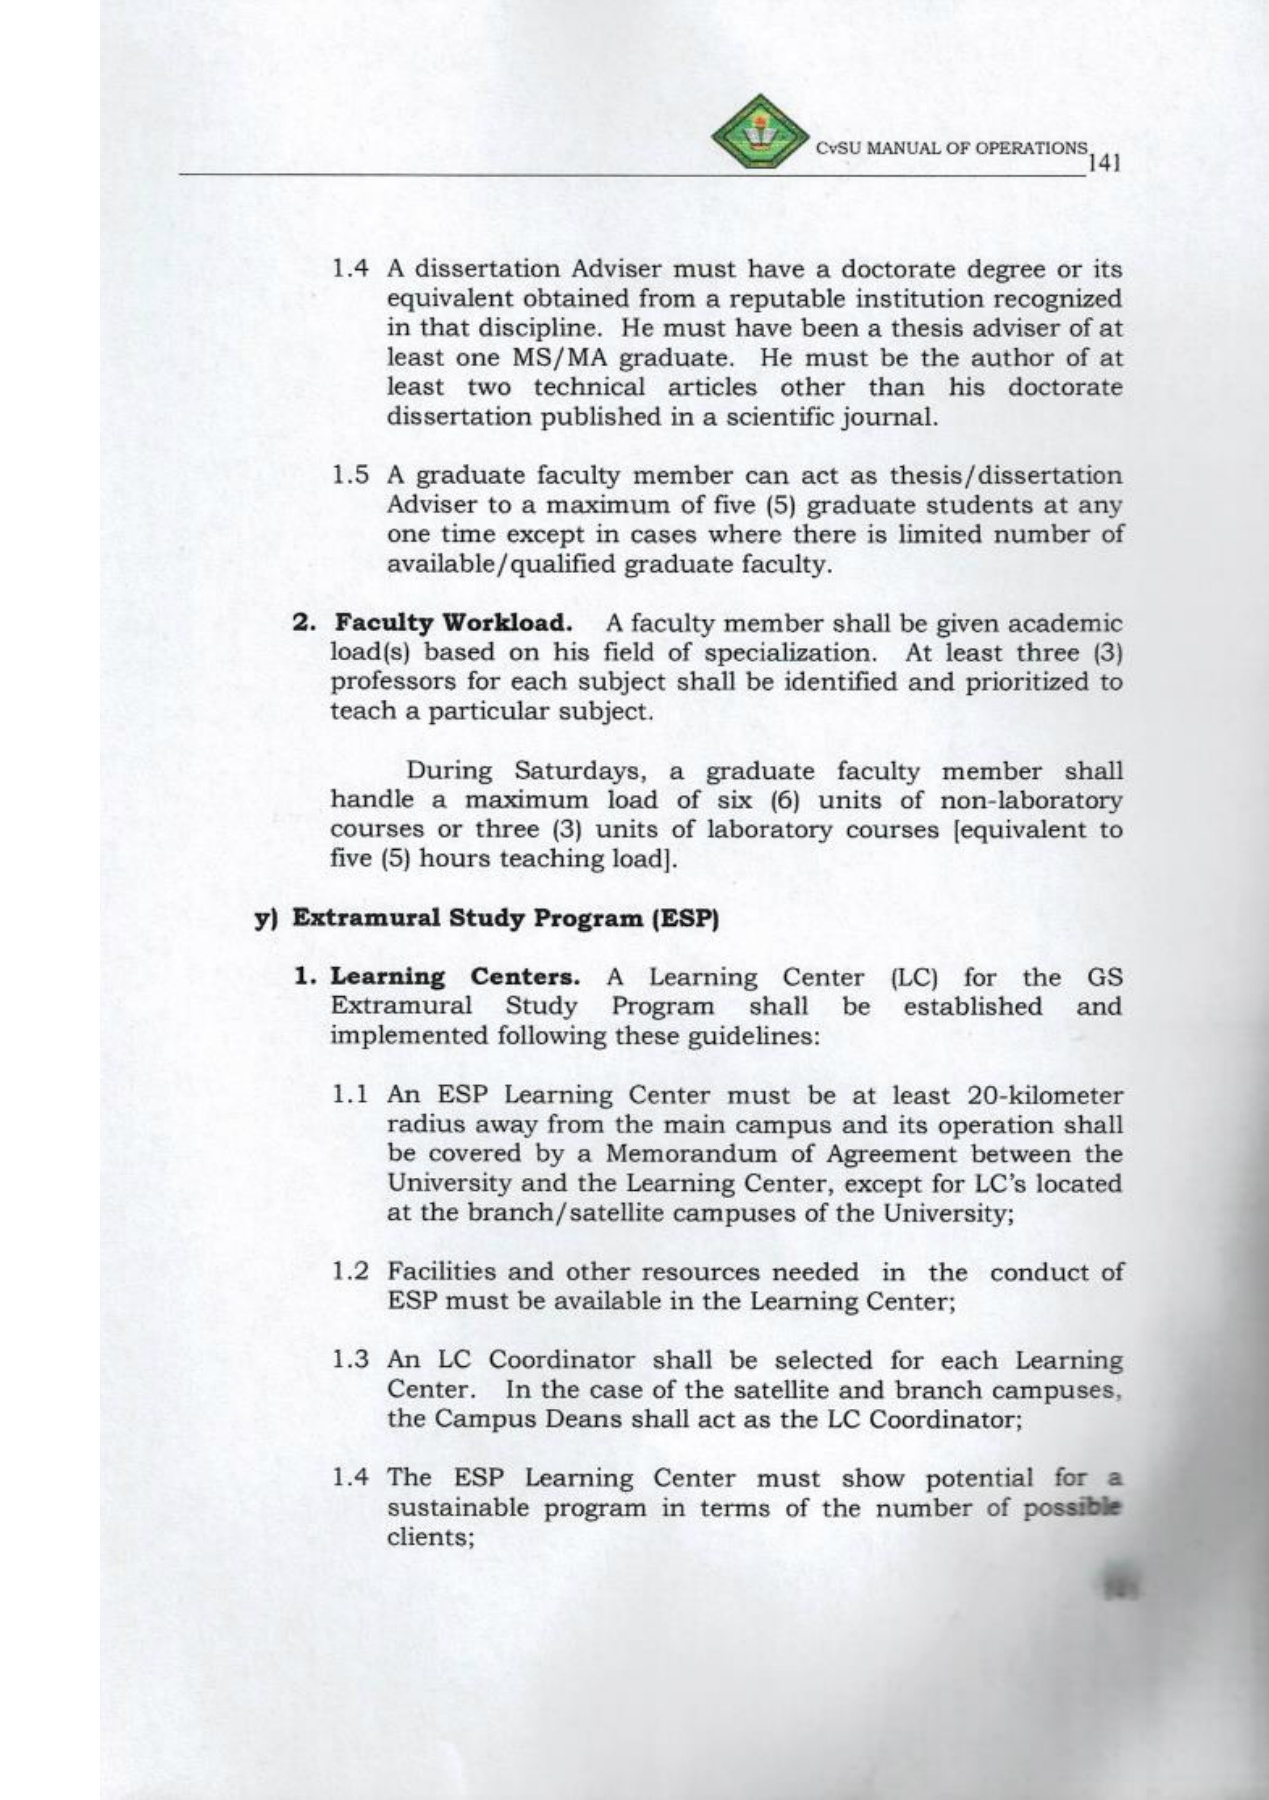 CvSU MANUAL OF OPERATIONS
141
1.4 A dissertation Adviser must have a doctorate degree or its
equivalent obtained from a reputable institution recognized
in that discipline. He must have been a thesis adviser of at
least one MS/MA graduate. He must be the author of at
least two technical articles other than his doctorate
dissertation published in a scientific journal.
1.5 A graduate faculty member can act as thesis/dissertation
Adviser to a maximum of five (5) graduate students at any
one time except in cases where there is limited number of
available/qualified graduate faculty.
2. Faculty Workload. A faculty member shall be given academic
load(s) based on his field of specialization. At least three (3)
professors for each subject shall be identified and prioritized to
teach a particular subject.
During Saturdays, a graduate faculty member shall
handle a maximum load of six (6) units of non-laboratory
courses or three (3) units of laboratory courses [equivalent to
five (5) hours teaching load].
y) Extramural Study Program (ESP)
1. Learning Centers. A Learning Center (LC) for the GS
Extramural Study Program shall be established and
implemented following these guidelines:
1.1 An ESP Learning Center must be at least 20-kilometer
radius away from the main campus and its operation shall
be covered by a Memorandum of Agreement between the
University and the Learning Center, except for LC's located
at the branch/satellite campuses of the University;
1.2 Facilities and other resources needed in the conduct of
ESP must be available in the Learning Center;
1.3 An LC Coordinator shall be selected for each Learning
Center. In the case of the satellite and branch campuses,
the Campus Deans shall act as the LC Coordinator;
1.4 The ESP Learning Center must show potential for a
sustainable program in terms of the number of possible
clients;